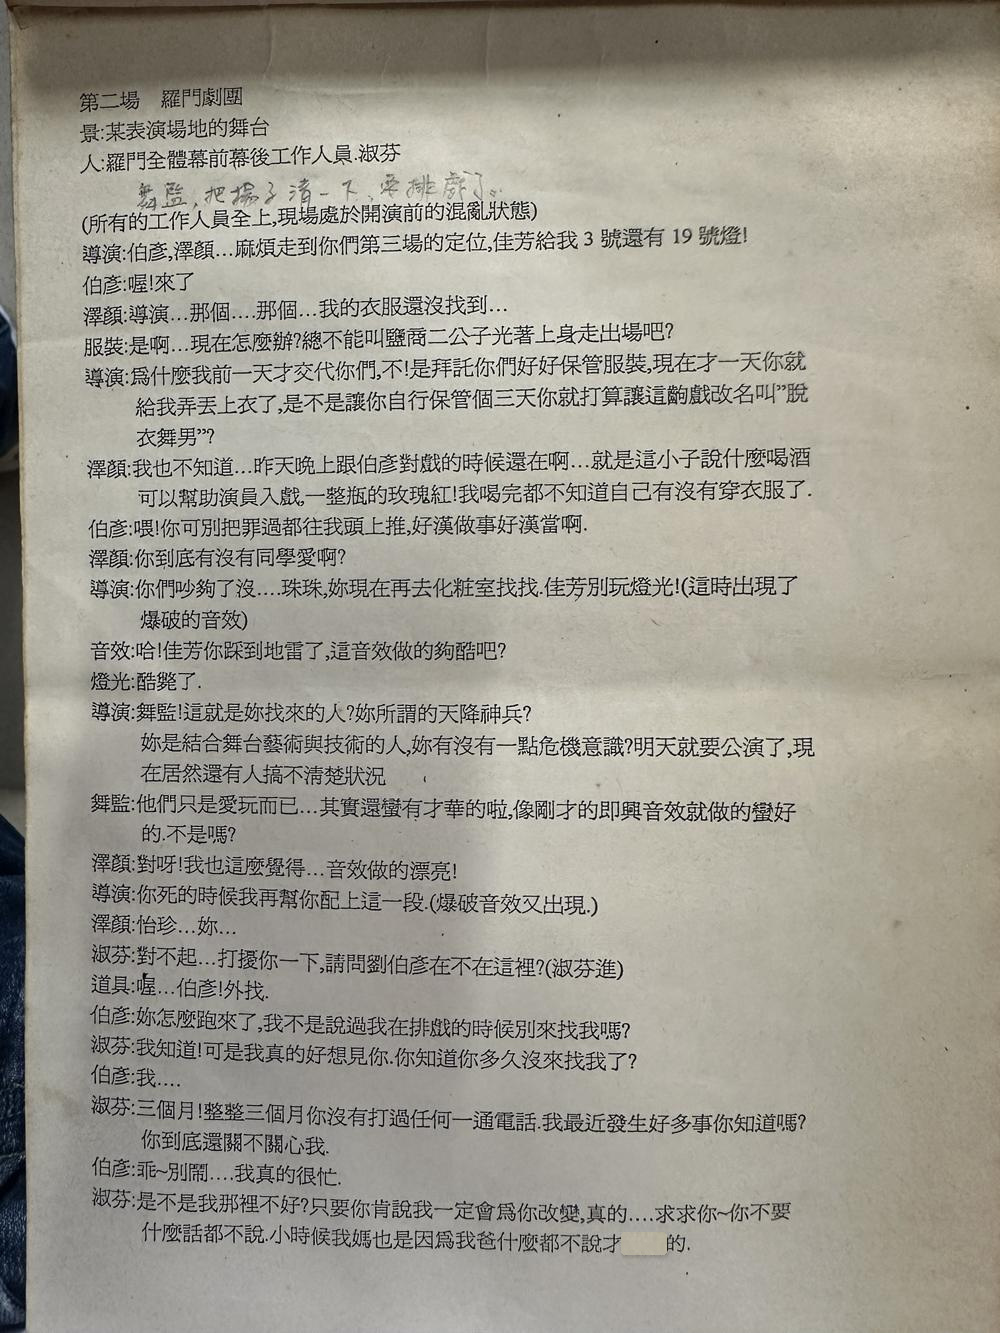 第二場　羅門劇團
景:某表演場地的舞台
人:羅門全體幕前幕後工作人員.淑芬
舞監,把場子清一下,要排戲了。
(所有的工作人員全上,現場處於開演前的混亂狀態)
導演:伯彥,澤顏…麻煩走到你們第三場的定位,佳芳給我 3 號還有 19 號燈!
伯彥:喔!來了
澤顏:導演…那個….那個…我的衣服還沒找到…
服裝:是啊…現在怎麼辦?總不能叫鹽商二公子光著上身走出場吧?
導演:爲什麼我前一天才交代你們,不!是拜託你們好好保管服裝,現在才一天你就
給我弄丟上衣了,是不是讓你自行保管個三天你就打算讓這齣戲改名叫”脫
衣舞男”?
澤顏:我也不知道…昨天晚上跟伯彥對戲的時候還在啊…就是這小子說什麼喝酒
可以幫助演員入戲,一整瓶的玫瑰紅!我喝完都不知道自己有沒有穿衣服了.
伯彥:喂!你可別把罪過都往我頭上推,好漢做事好漢當啊.
澤顏:你到底有沒有同學愛啊?
導演:你們吵夠了沒….珠珠,妳現在再去化粧室找找.佳芳別玩燈光!(這時出現了
爆破的音效)
音效:哈!佳芳你踩到地雷了,這音效做的夠酷吧?
燈光:酷斃了.
導演:舞監!這就是妳找來的人?妳所謂的天降神兵?
妳是結合舞台藝術與技術的人,妳有沒有一點危機意識?明天就要公演了,現
在居然還有人搞不清楚狀況
舞監:他們只是愛玩而已…其實還蠻有才華的啦,像剛才的即興音效就做的蠻好
的.不是嗎?
澤顏:對呀!我也這麼覺得…音效做的漂亮!
導演:你死的時候我再幫你配上這一段.(爆破音效又出現.)
澤顏:怡珍…妳…
淑芬:對不起…打擾你一下,請問劉伯彥在不在這裡?(淑芬進)
道具:喔…伯彥!外找.
伯彥:妳怎麼跑來了,我不是說過我在排戲的時候別來找我嗎?
淑芬:我知道!可是我真的好想見你.你知道你多久沒來找我了?
伯彥:我….
淑芬:三個月!整整三個月你沒有打過任何一通電話.我最近發生好多事你知道嗎?
你到底還關不關心我.
伯彥:乖~別鬧….我真的很忙.
淑芬:是不是我那裡不好?只要你肯說我一定會爲你改變,真的….求求你~你不要
什麼話都不說.小時候我媽也是因爲我爸什麼都不說才的.